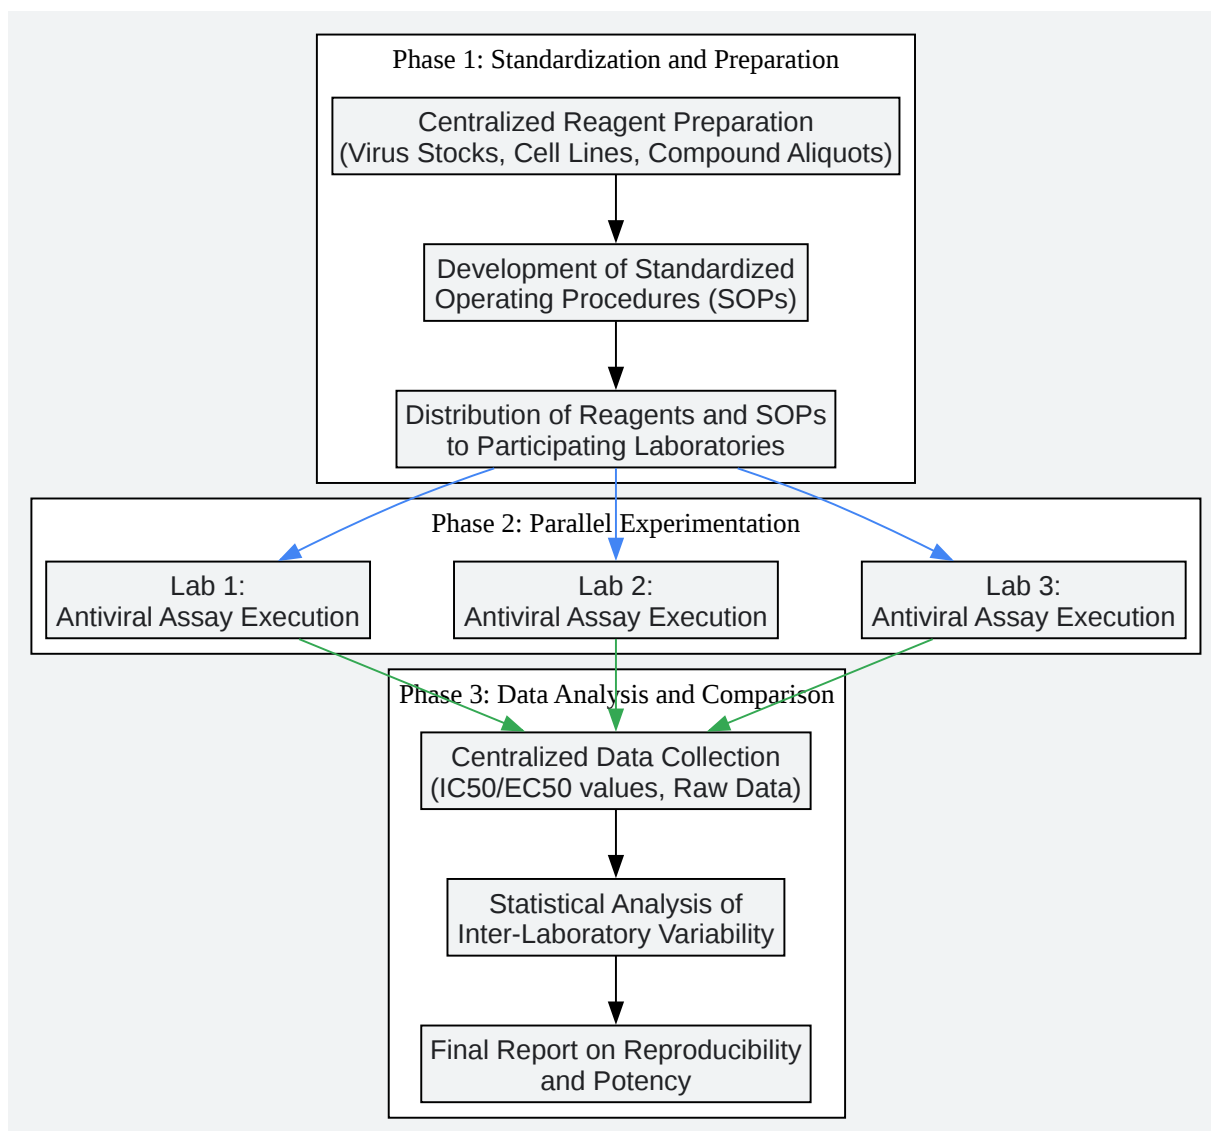 Phase 1: Standardization and Preparation
Centralized Reagent Preparation
(Virus Stocks, Cell Lines, Compound Aliquots)
Development of Standardized
Operating Procedures (SOPs)
Distribution of Reagents and SOPs
to Participating Laboratories
Phase 2: Parallel Experimentation
Lab 1:
Antiviral Assay Execution
Lab 2:
Antiviral Assay Execution
Lab 3:
Antiviral Assay Execution
Phase 3: Data Analysis and Comparison
Centralized Data Collection
(IC50/EC50 values, Raw Data)
Statistical Analysis of
Inter-Laboratory Variability
Final Report on Reproducibility
and Potency